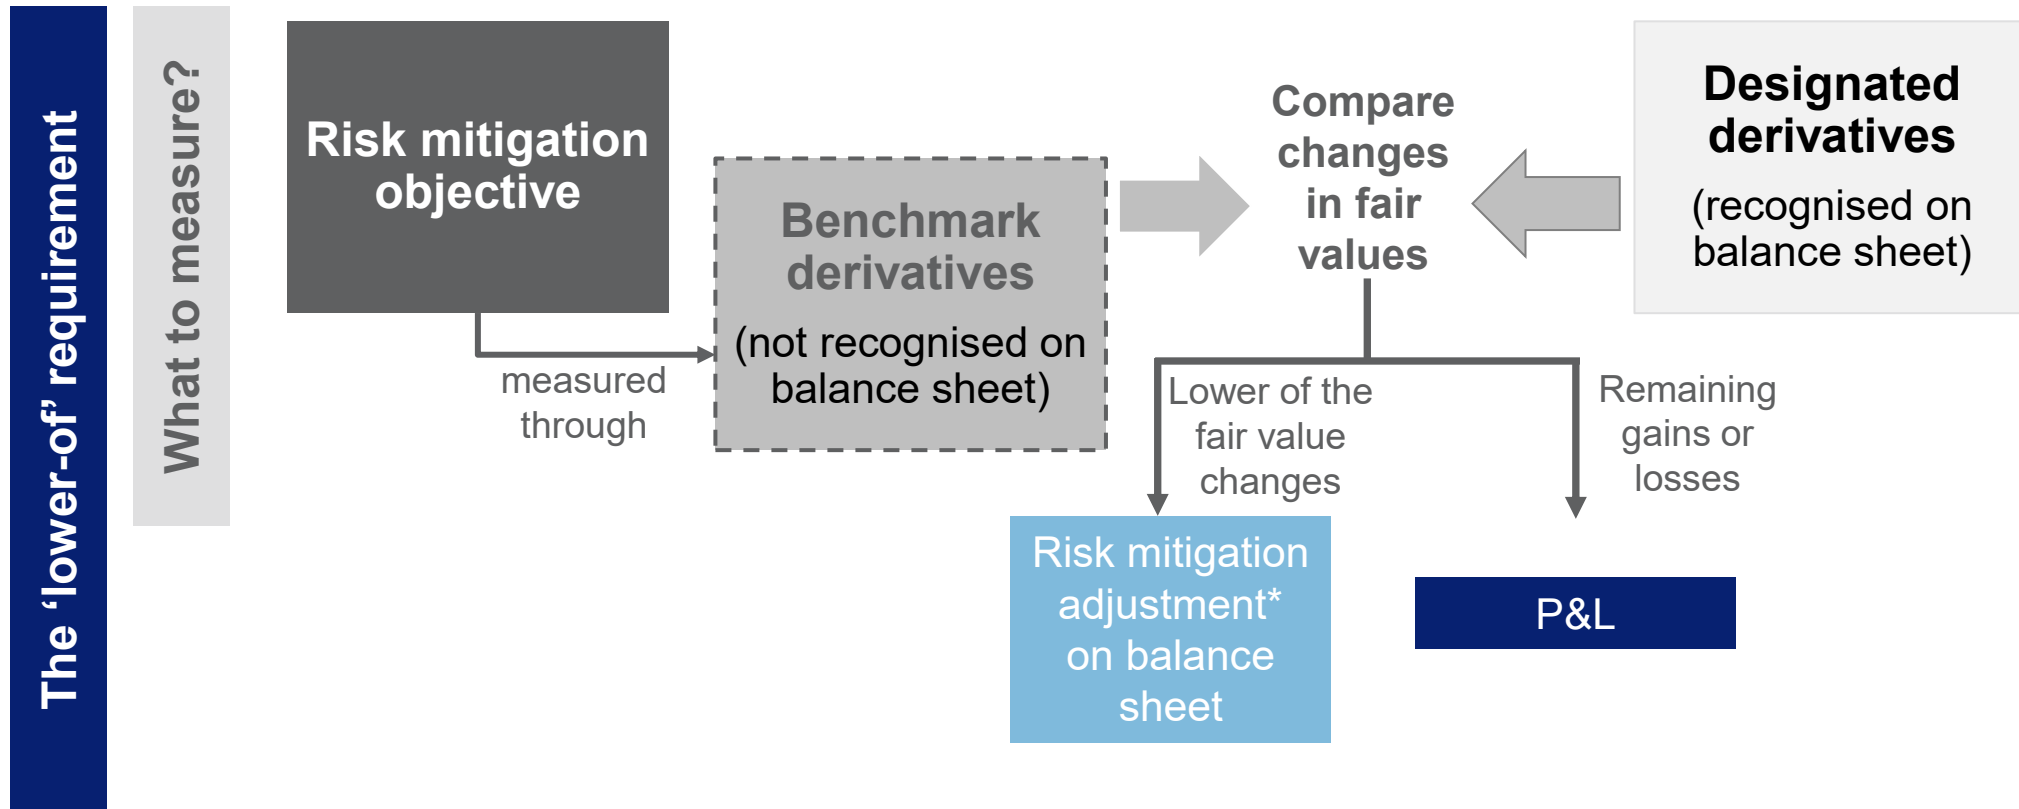 The ‘lower-of’ requirement
What to measure?
Risk mitigation
objective
measured
through
Benchmark
derivatives
(not recognised on
balance sheet)
Compare
changes
in fair
values
Designated
derivatives
(recognised on
balance sheet)
Lower of the
fair value
changes
Remaining
gains or
losses
Risk mitigation
adjustment*
on balance
sheet
P&L